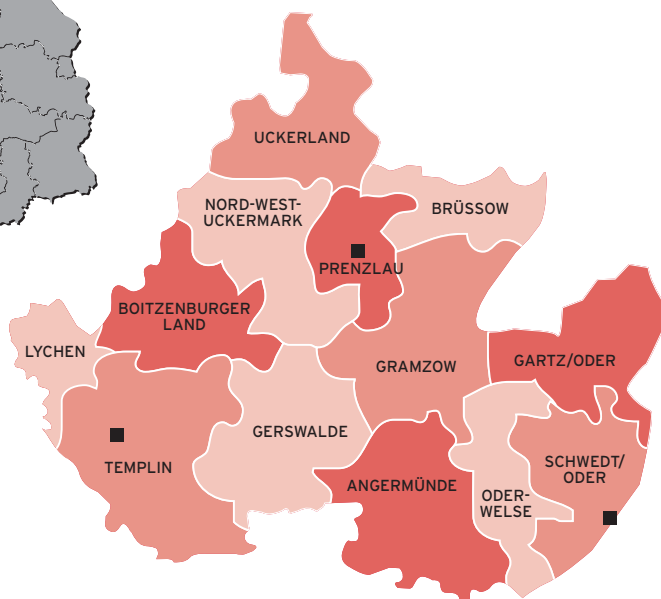 UCKERLAND
NORD-WEST-
UCKERMARK
BRÜSSOW
PRENZLAU
BOITZENBURGER
LAND
LYCHEN
GRAMZOW
GARTZ/ODER
GERSWALDE
TEMPLIN
ANGERMÜNDE
ODER-
WELSE
SCHWEDT/
ODER